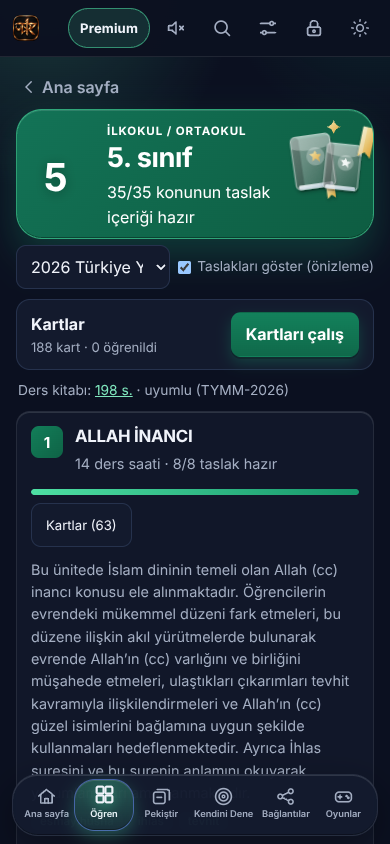 Premium
Ana sayfa
5
İLKOKUL / ORTAOKUL
5. sınıf
35/35 konunun taslak
içeriği hazır
2026 Türkiye Y
Taslakları göster (önizleme)
Kartlar
188 kart · 0 öğrenildi
Kartları çalış
Ders kitabı: 198 s. · uyumlu (TYMM-2026)
1
ALLAH İNANCI
14 ders saati · 8/8 taslak hazır
Kartlar (63)
Bu ünitede İslam dininin temeli olan Allah (cc)
inancı konusu ele alınmaktadır. Öğrencilerin
evrendeki mükemmel düzeni fark etmeleri, bu
düzene ilişkin akıl yürütmelerde bulunarak
evrende Allah’ın (cc) varlığını ve birliğini
müşahede etmeleri, ulaştıkları çıkarımları tevhit
kavramıyla ilişkilendirmeleri ve Allah’ın (cc)
güzel isimlerini bağlamına uygun şekilde
kullanmaları hedeflenmektedir. Ayrıca İhlas
suresini ve bu surenin anlamını okuyarak
Ana sayfa
Öğren
Pekiştir
Kendini Dene
Bağlantılar
Oyunlar